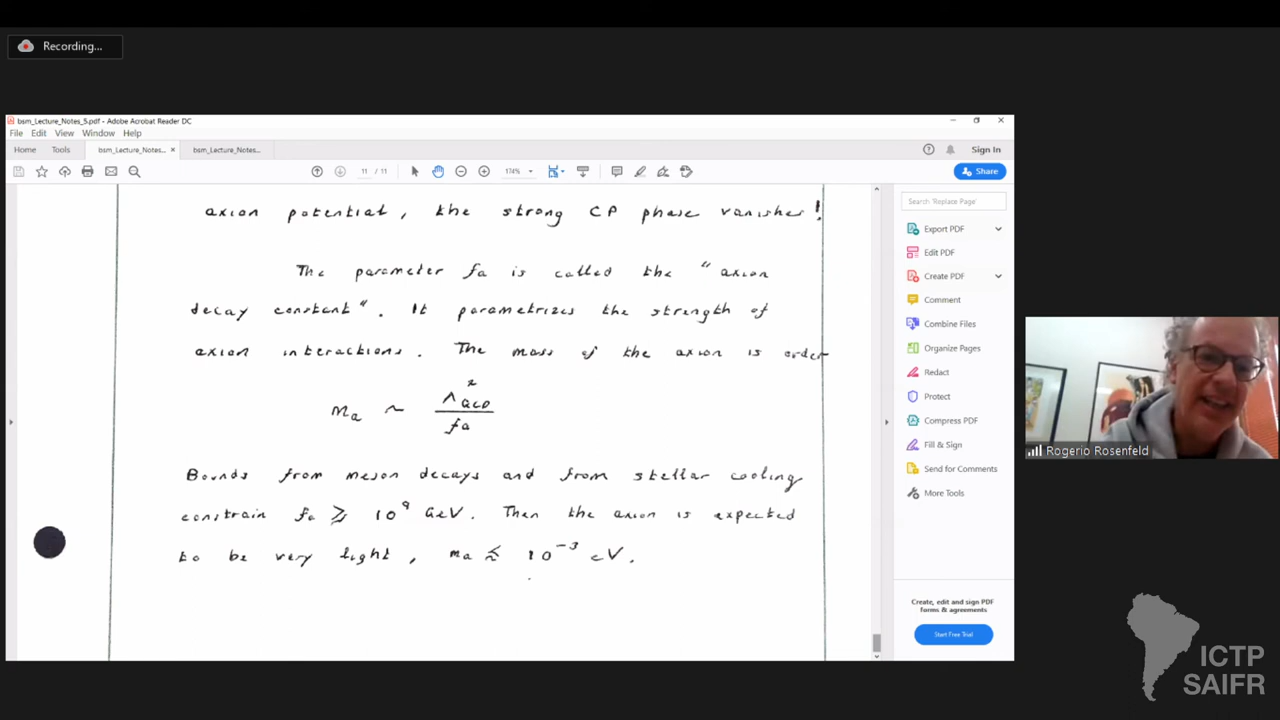 Recording...
bsm_Lecture_Notes_5.pdf - Adobe Acrobat Reader DC
File Edit View Window Help
Home Tools bsm_Lecture_Notes... × bsm_Lecture_Notes... Sign In
11 / 11 174% Share
axion potential, the strong CP phase vanishes!
The parameter fa is called the "axion
decay constant". It parametrizes the strength of
axion interactions. The mass of the axion is order
ma ~ Λ²QCD / fa
Bounds from meson decays and from stellar cooling
constrain fa ≳ 10⁹ GeV. Then the axion is expected
to be very light, ma ≲ 10⁻³ eV.
Search 'Replace Page'
Export PDF
Edit PDF
Create PDF
Comment
Combine Files
Organize Pages
Redact
Protect
Compress PDF
Fill & Sign
Send for Comments
More Tools
Create, edit and sign PDF
forms & agreements
Start Free Trial
Rogerio Rosenfeld
ICTP
SAIFR